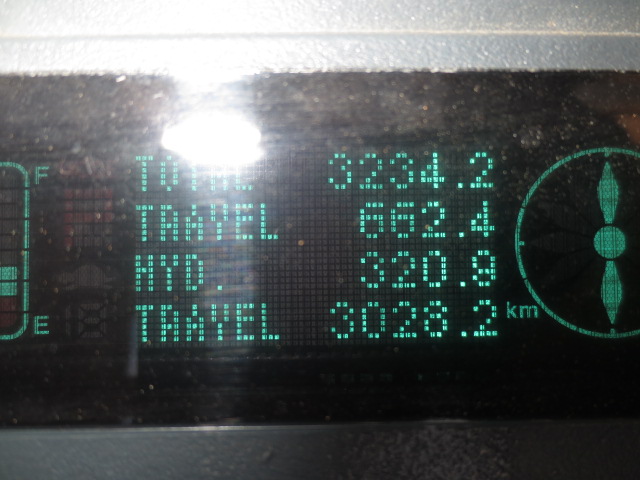 F
TOTAL 3234.2
TRAVEL 662.4
HYD. 320.9
TRAVEL 3028.2 km
E